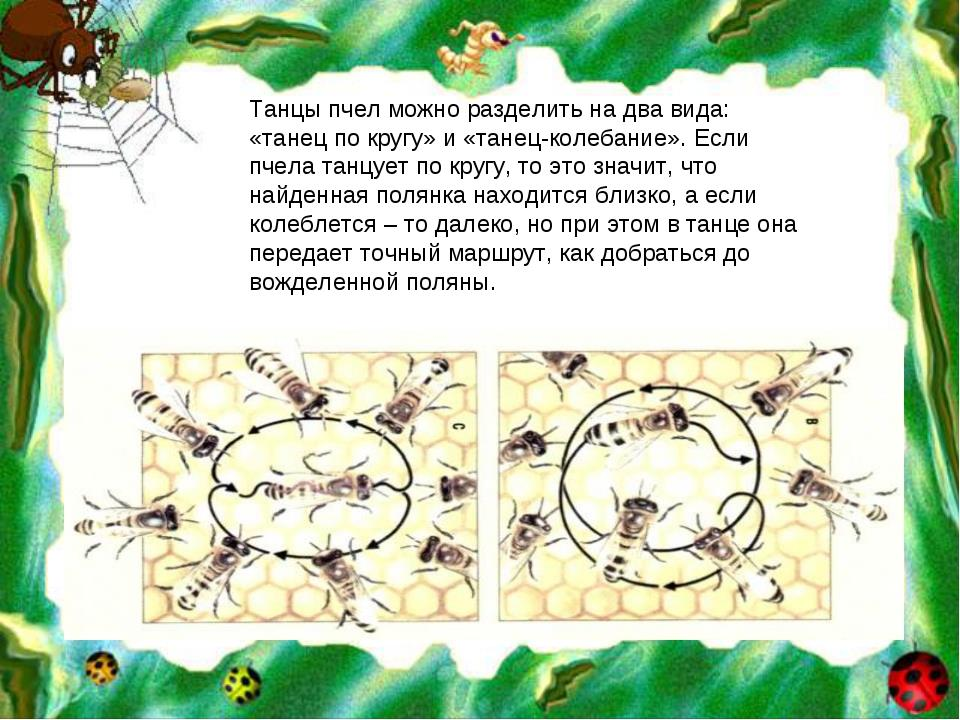 Танцы пчел можно разделить на два вида:
«танец по кругу» и «танец-колебание». Если
пчела танцует по кругу, то это значит, что
найденная полянка находится близко, а если
колеблется – то далеко, но при этом в танце она
передает точный маршрут, как добраться до
вожделенной поляны.
C
B